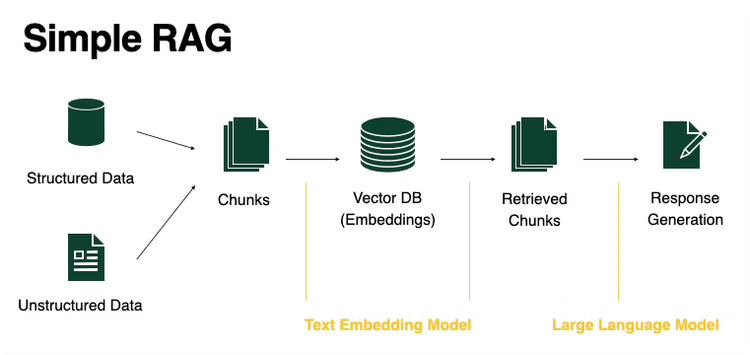 Simple RAG
Structured Data
Unstructured Data
Chunks
Vector DB
(Embeddings)
Retrieved
Chunks
Response
Generation
Text Embedding Model
Large Language Model